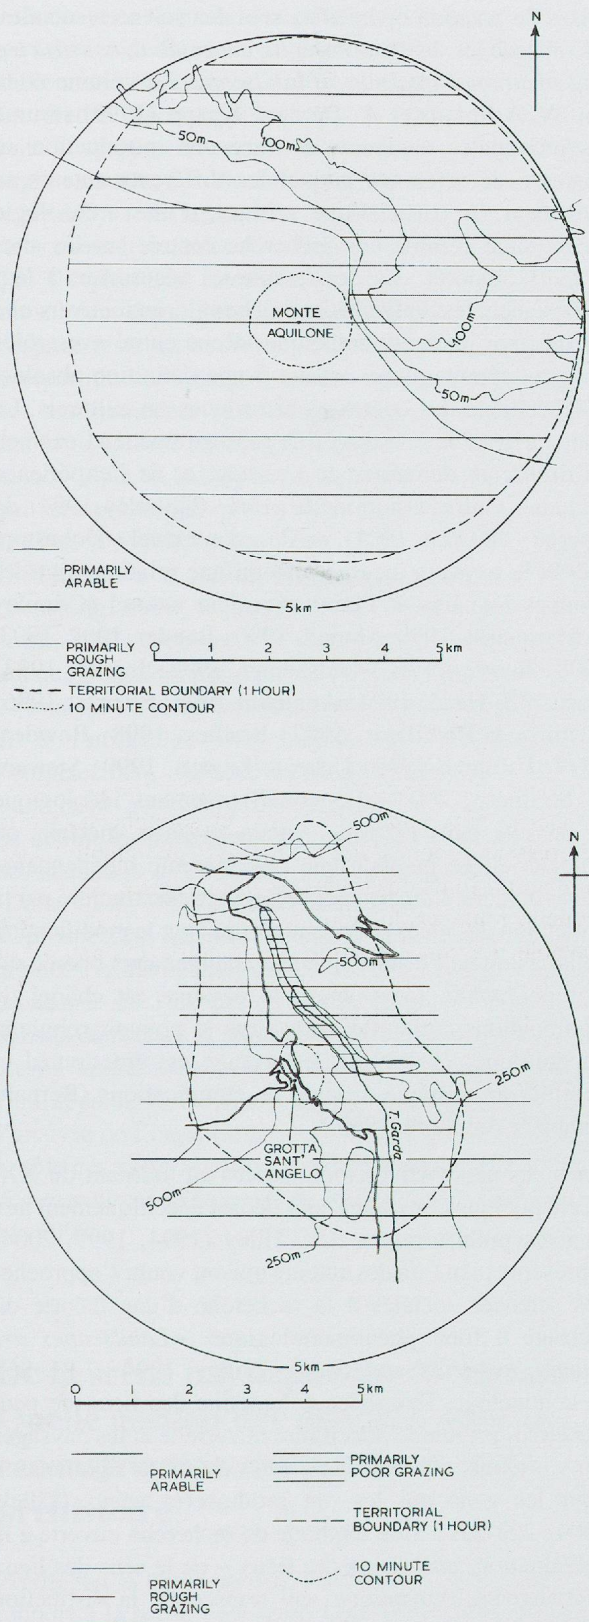 N
50m
100m
MONTE
AQUILONE
100m
50m
5km
PRIMARILY
ARABLE
PRIMARILY
ROUGH
GRAZING
0 1 2 3 4 5km
TERRITORIAL BOUNDARY (1 HOUR)
10 MINUTE CONTOUR
500m
N
500m
250m
T. Garda
GROTTA
SANT'
ANGELO
500m
250m
5km
0 1 2 3 4 5km
PRIMARILY
ARABLE
PRIMARILY
POOR GRAZING
TERRITORIAL
BOUNDARY (1 HOUR)
PRIMARILY
ROUGH
GRAZING
10 MINUTE
CONTOUR